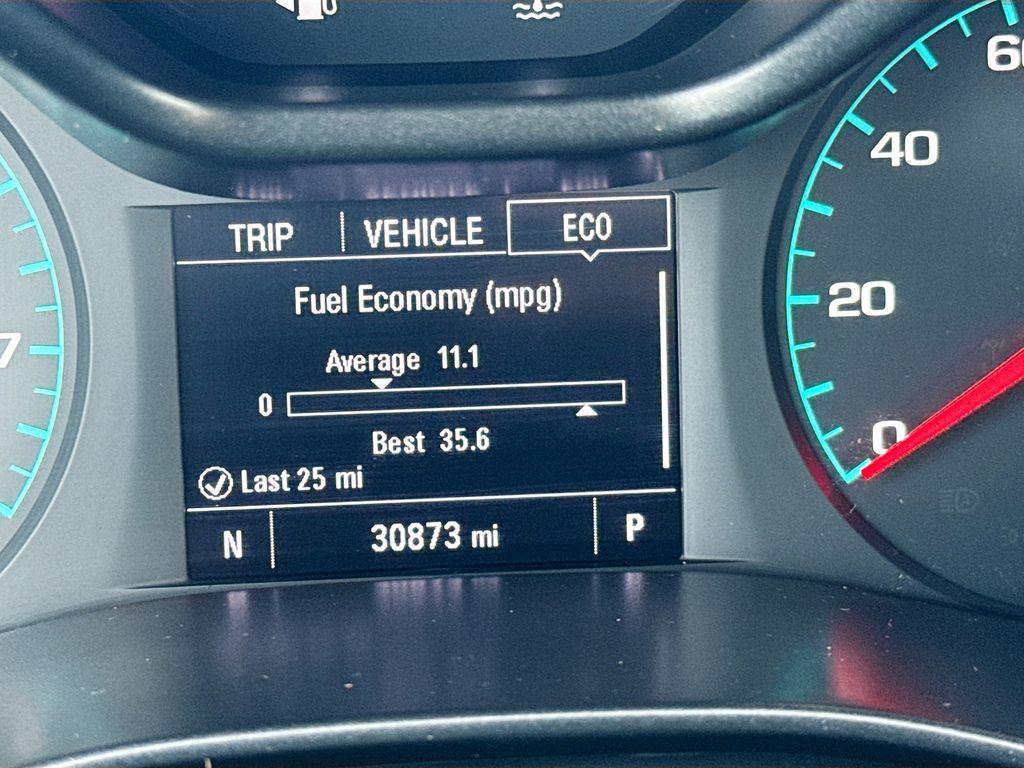 60
40
20
0
7
TRIP VEHICLE ECO
Fuel Economy (mpg)
Average 11.1
0
Best 35.6
Last 25 mi
N 30873 mi P